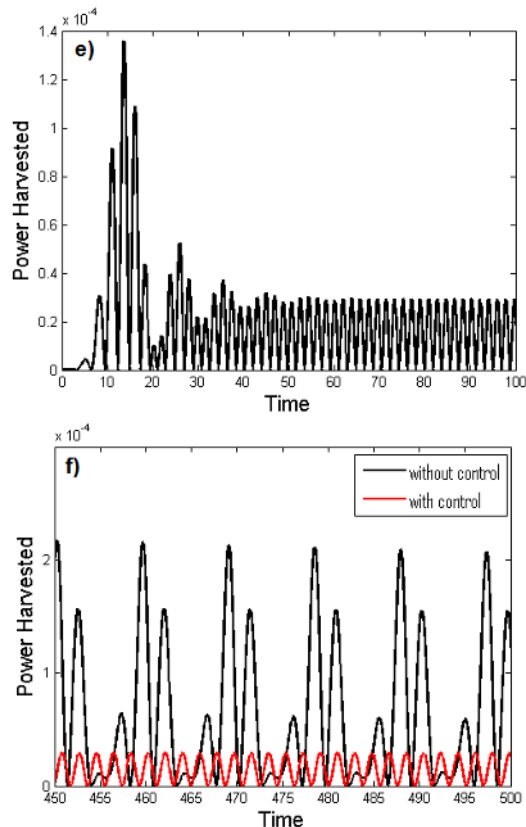 x 10⁻⁴
e)
1.4
1.2
1
0.8
0.6
0.4
0.2
0
Power Harvested
0 10 20 30 40 50 60 70 80 90 100
Time
x 10⁻⁴
f)
without control
with control
2
1
0
Power Harvested
450 455 460 465 470 475 480 485 490 495 500
Time